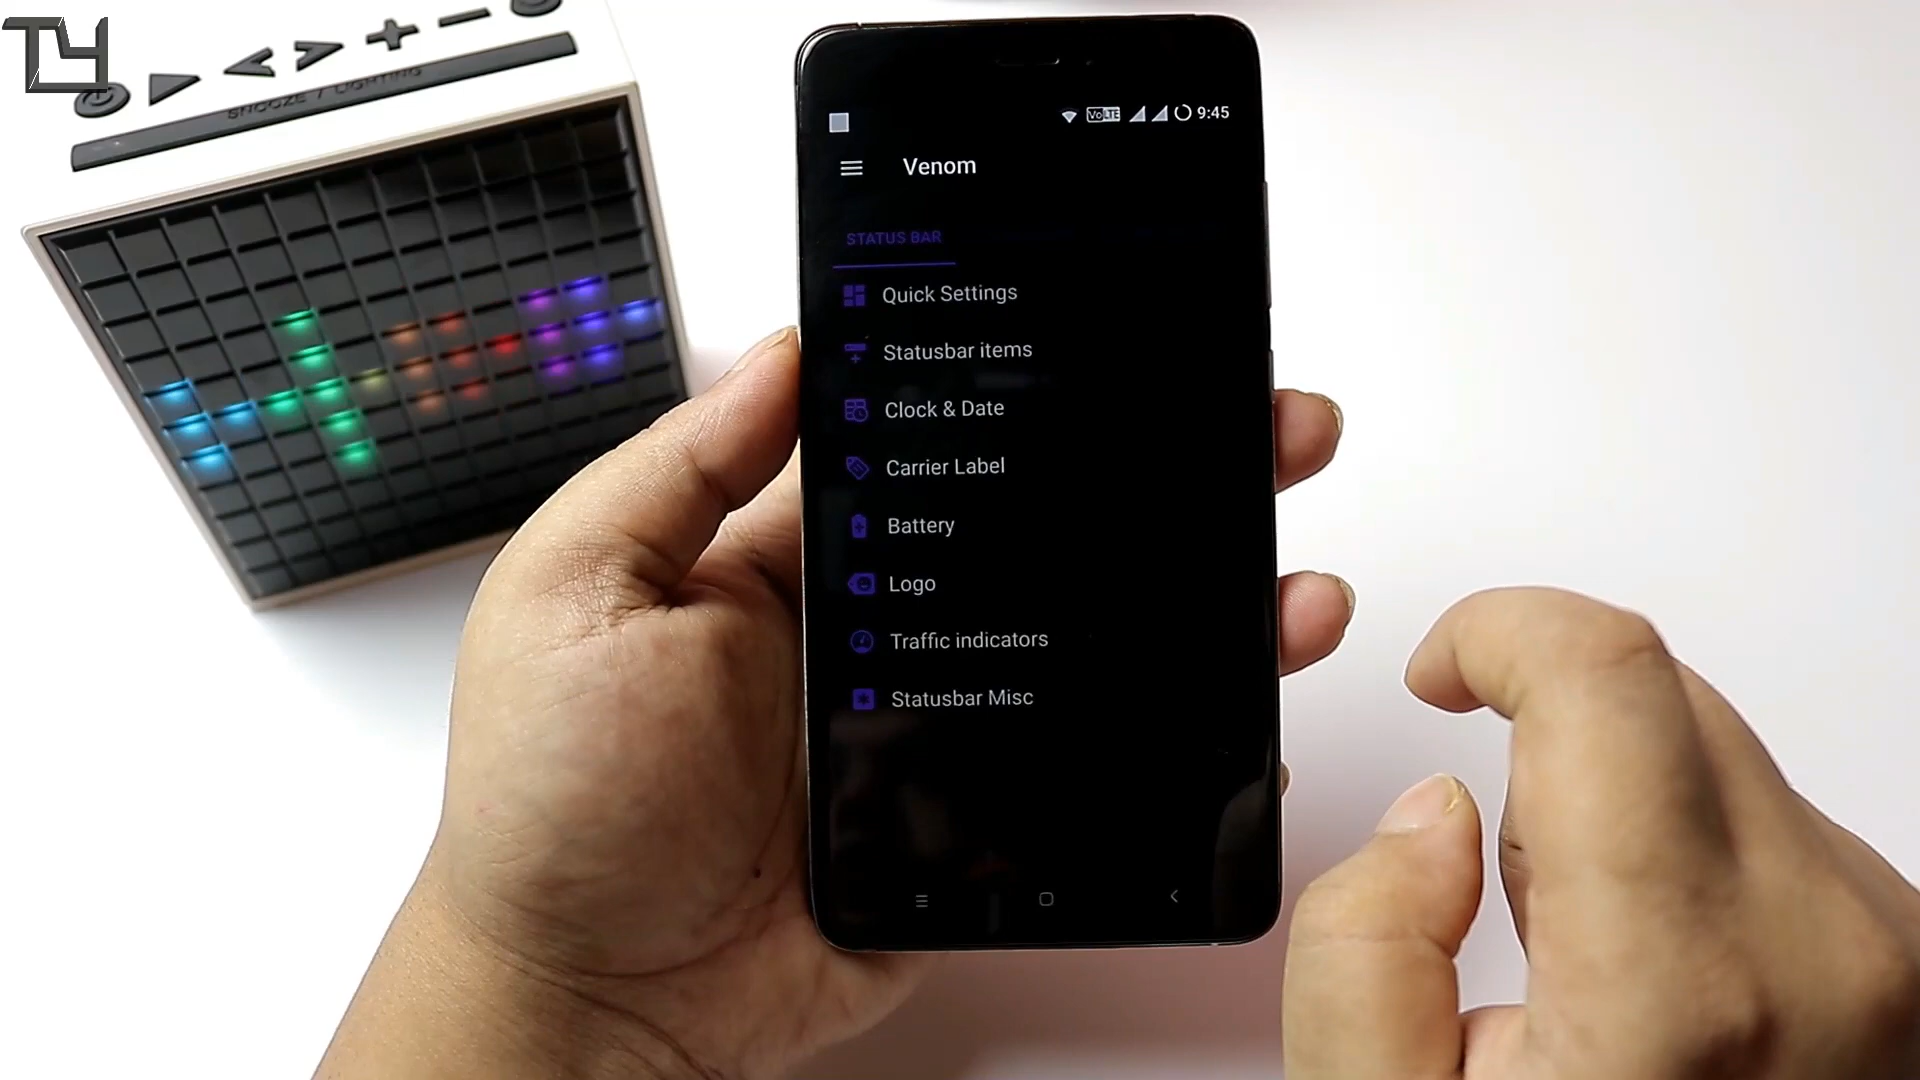 TY
SNOOZE / LIGHTING
VoLTE 9:45
Venom
STATUS BAR
Quick Settings
Statusbar items
Clock & Date
Carrier Label
Battery
Logo
Traffic indicators
Statusbar Misc